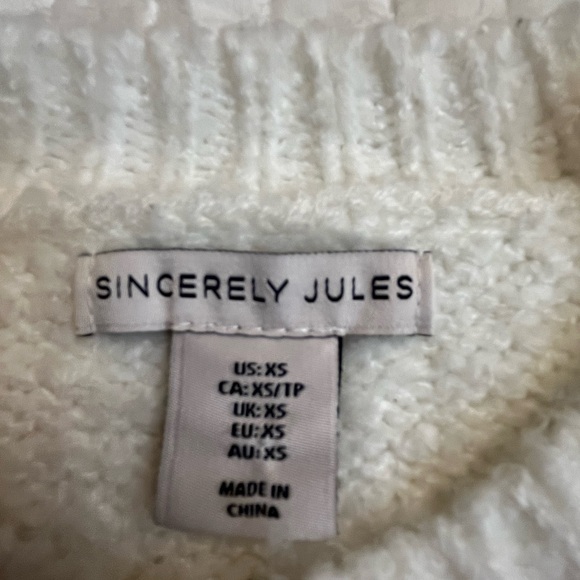 SINCERELY JULES
US: XS
CA: XS/TP
UK: XS
EU: XS
AU: XS
MADE IN
CHINA